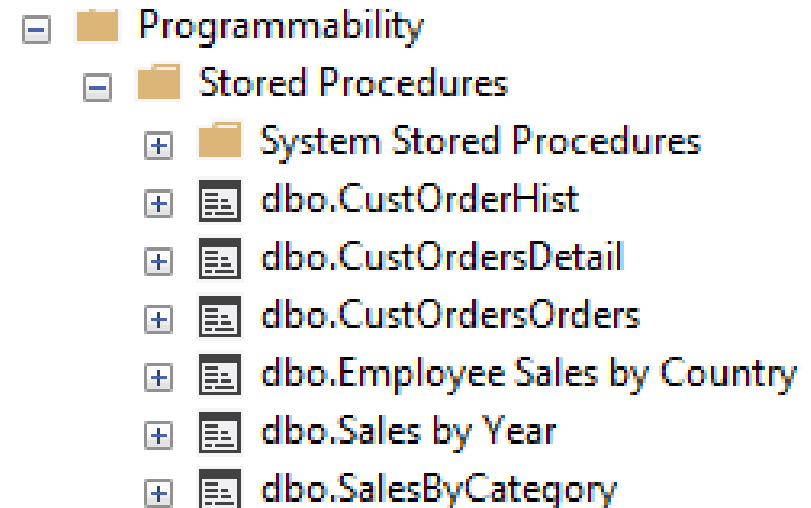 Programmability
Stored Procedures
System Stored Procedures
dbo.CustOrderHist
dbo.CustOrdersDetail
dbo.CustOrdersOrders
dbo.Employee Sales by Country
dbo.Sales by Year
dbo.SalesByCategory